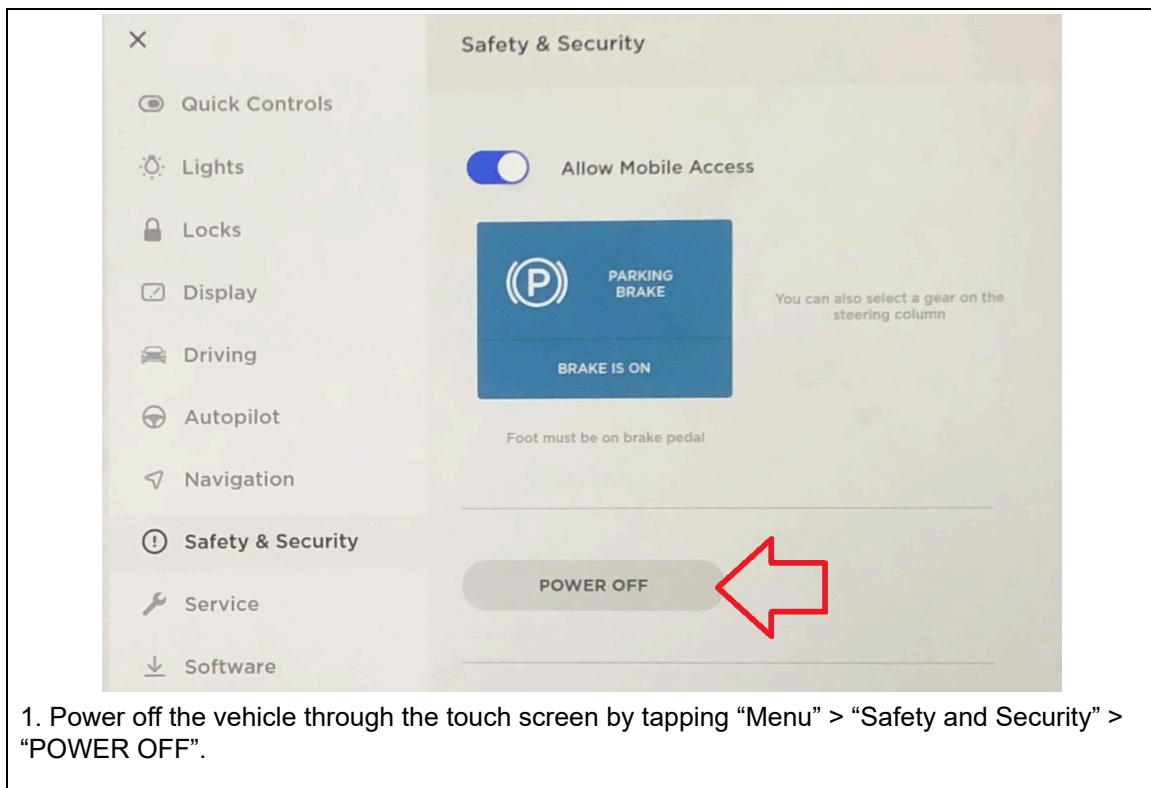 Safety & Security
Quick Controls
Lights
Locks
Display
Driving
Autopilot
Navigation
Safety & Security
Service
Software
Allow Mobile Access
P
PARKING
BRAKE
BRAKE IS ON
You can also select a gear on the
steering column
Foot must be on brake pedal
POWER OFF
1. Power off the vehicle through the touch screen by tapping “Menu” > “Safety and Security” >
“POWER OFF”.